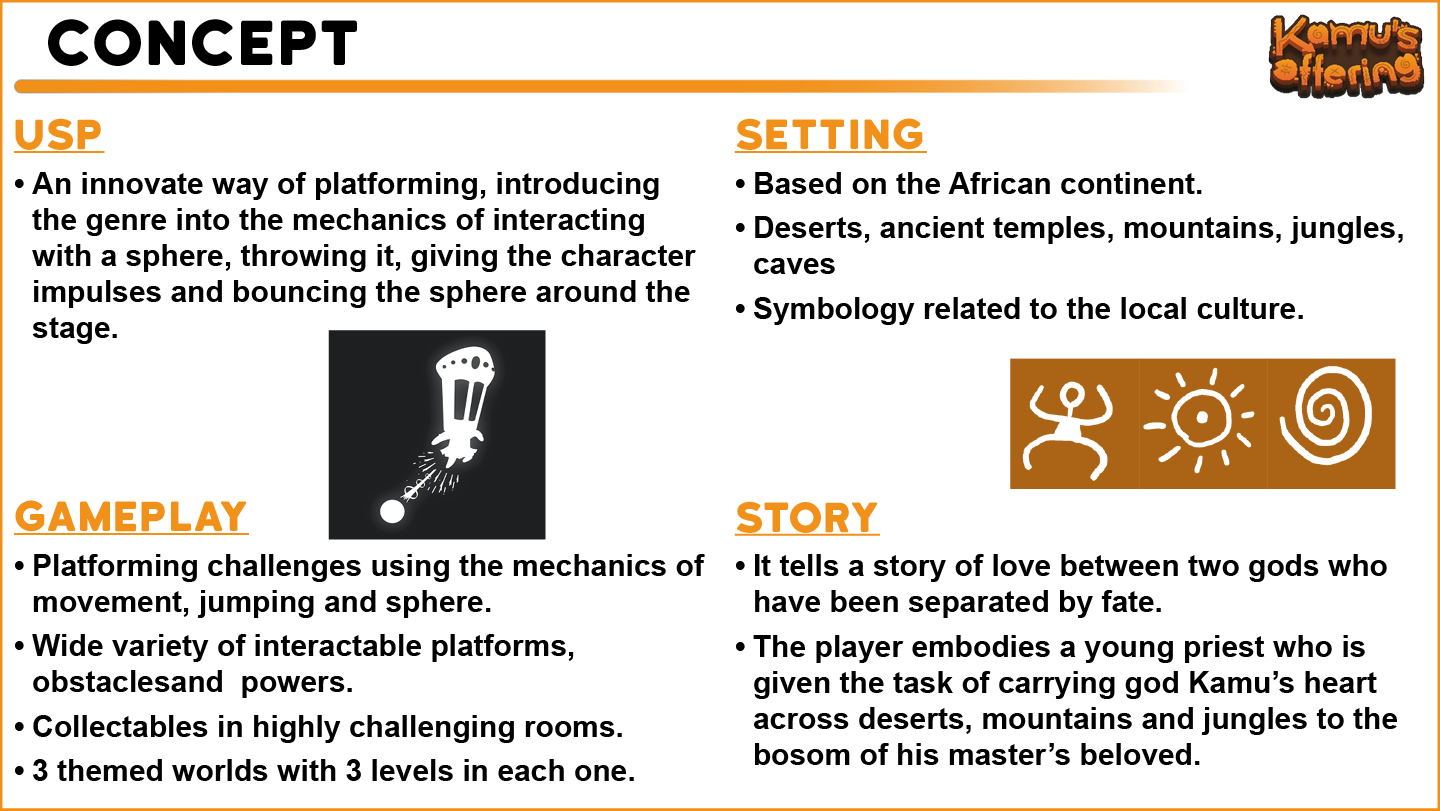 CONCEPT
Kamu's
offering
USP
• An innovate way of platforming, introducing
the genre into the mechanics of interacting
with a sphere, throwing it, giving the character
impulses and bouncing the sphere around the
stage.
GAMEPLAY
• Platforming challenges using the mechanics of
movement, jumping and sphere.
• Wide variety of interactable platforms,
obstaclesand  powers.
• Collectables in highly challenging rooms.
• 3 themed worlds with 3 levels in each one.
SETTING
• Based on the African continent.
• Deserts, ancient temples, mountains, jungles,
caves
• Symbology related to the local culture.
STORY
• It tells a story of love between two gods who
have been separated by fate.
• The player embodies a young priest who is
given the task of carrying god Kamu’s heart
across deserts, mountains and jungles to the
bosom of his master’s beloved.